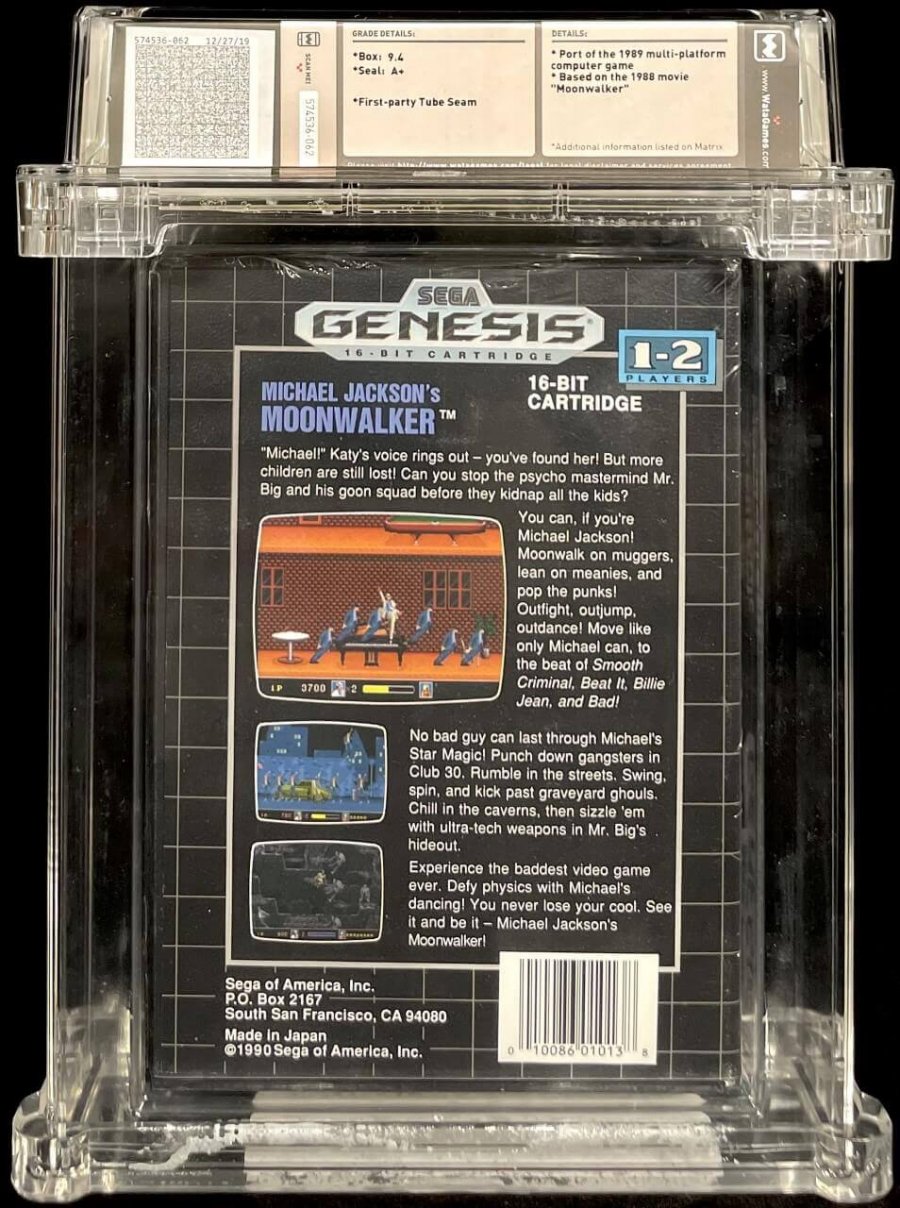 574536-062 12/27/19
SCAN ME!
574536-062
GRADE DETAILS:
*Box: 9.4
*Seal: A+
*First-party Tube Seam
DETAILS:
* Port of the 1989 multi-platform
computer game
* Based on the 1988 movie
"Moonwalker"
*Additional information listed on Matrix
www.WataGames.com
SEGA
GENESIS
16-BIT CARTRIDGE
1-2
PLAYERS
MICHAEL JACKSON's
MOONWALKER™
16-BIT
CARTRIDGE
"Michael!" Katy's voice rings out – you've found her! But more
children are still lost! Can you stop the psycho mastermind Mr.
Big and his goon squad before they kidnap all the kids?
You can, if you're
Michael Jackson!
Moonwalk on muggers,
lean on meanies, and
pop the punks!
Outfight, outjump,
outdance! Move like
only Michael can, to
the beat of Smooth
Criminal, Beat It, Billie
Jean, and Bad!
1P 3700 2
No bad guy can last through Michael's
Star Magic! Punch down gangsters in
Club 30. Rumble in the streets. Swing,
spin, and kick past graveyard ghouls.
Chill in the caverns, then sizzle 'em
with ultra-tech weapons in Mr. Big's
hideout.
Experience the baddest video game
ever. Defy physics with Michael's
dancing! You never lose your cool. See
it and be it – Michael Jackson's
Moonwalker!
Sega of America, Inc.
P.O. Box 2167
South San Francisco, CA 94080
Made in Japan
©1990 Sega of America, Inc.
0 10086 01013 8